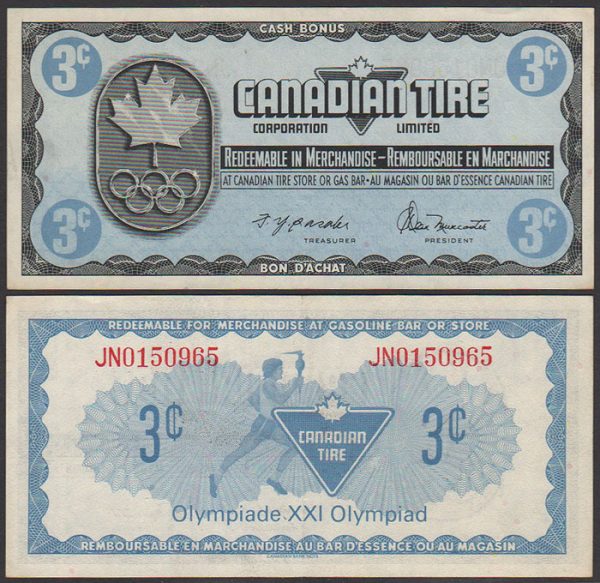 CASH BONUS
3¢ 3¢
CANADIAN TIRE
CORPORATION LIMITED
REDEEMABLE IN MERCHANDISE – REMBOURSABLE EN MARCHANDISE
AT CANADIAN TIRE STORE OR GAS BAR · AU MAGASIN OU BAR D'ESSENCE CANADIAN TIRE
3¢ 3¢
TREASURER PRESIDENT
BON D'ACHAT
REDEEMABLE FOR MERCHANDISE AT GASOLINE BAR OR STORE
JN0150965 JN0150965
3¢ 3¢
CANADIAN
TIRE
Olympiade XXI Olympiad
REMBOURSABLE EN MARCHANDISE AU BAR D'ESSENCE OU AU MAGASIN